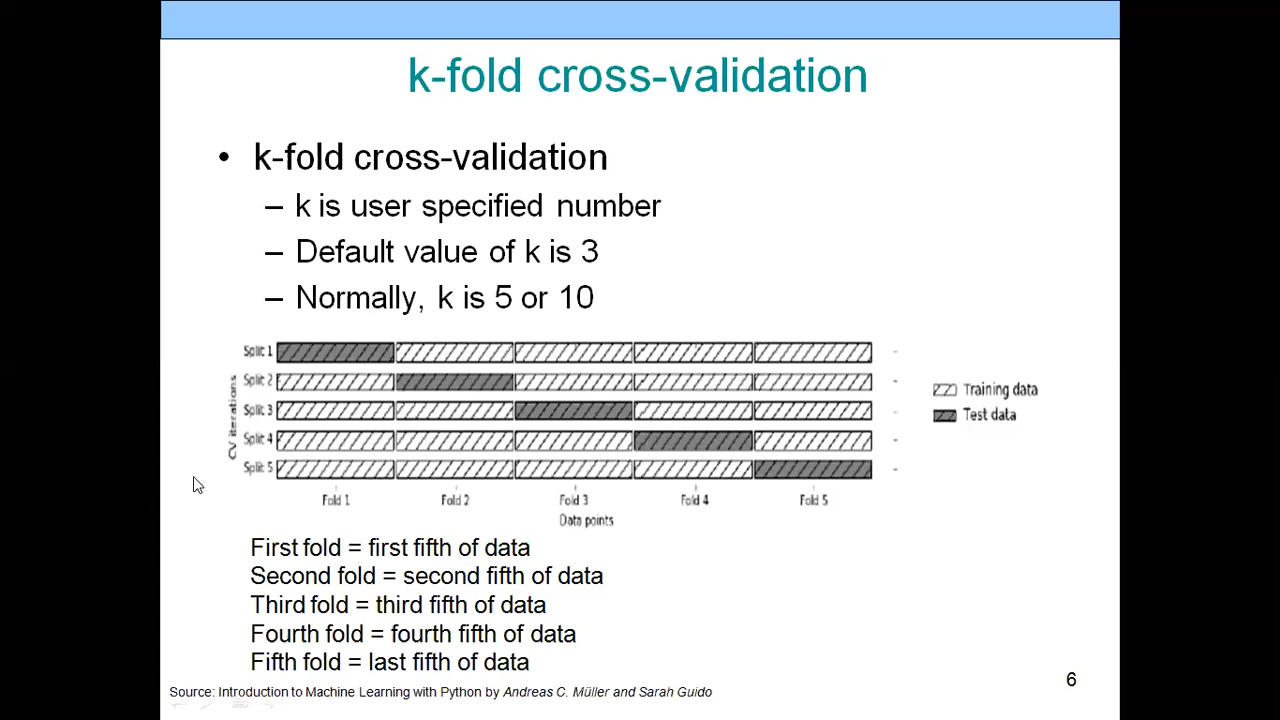 k-fold cross-validation
• k-fold cross-validation
– k is user specified number
– Default value of k is 3
– Normally, k is 5 or 10
CV iterations
Split 1
Split 2
Split 3
Split 4
Split 5
Training data
Test data
Fold 1 Fold 2 Fold 3 Fold 4 Fold 5
Data points
First fold = first fifth of data
Second fold = second fifth of data
Third fold = third fifth of data
Fourth fold = fourth fifth of data
Fifth fold = last fifth of data
Source: Introduction to Machine Learning with Python by Andreas C. Müller and Sarah Guido
6